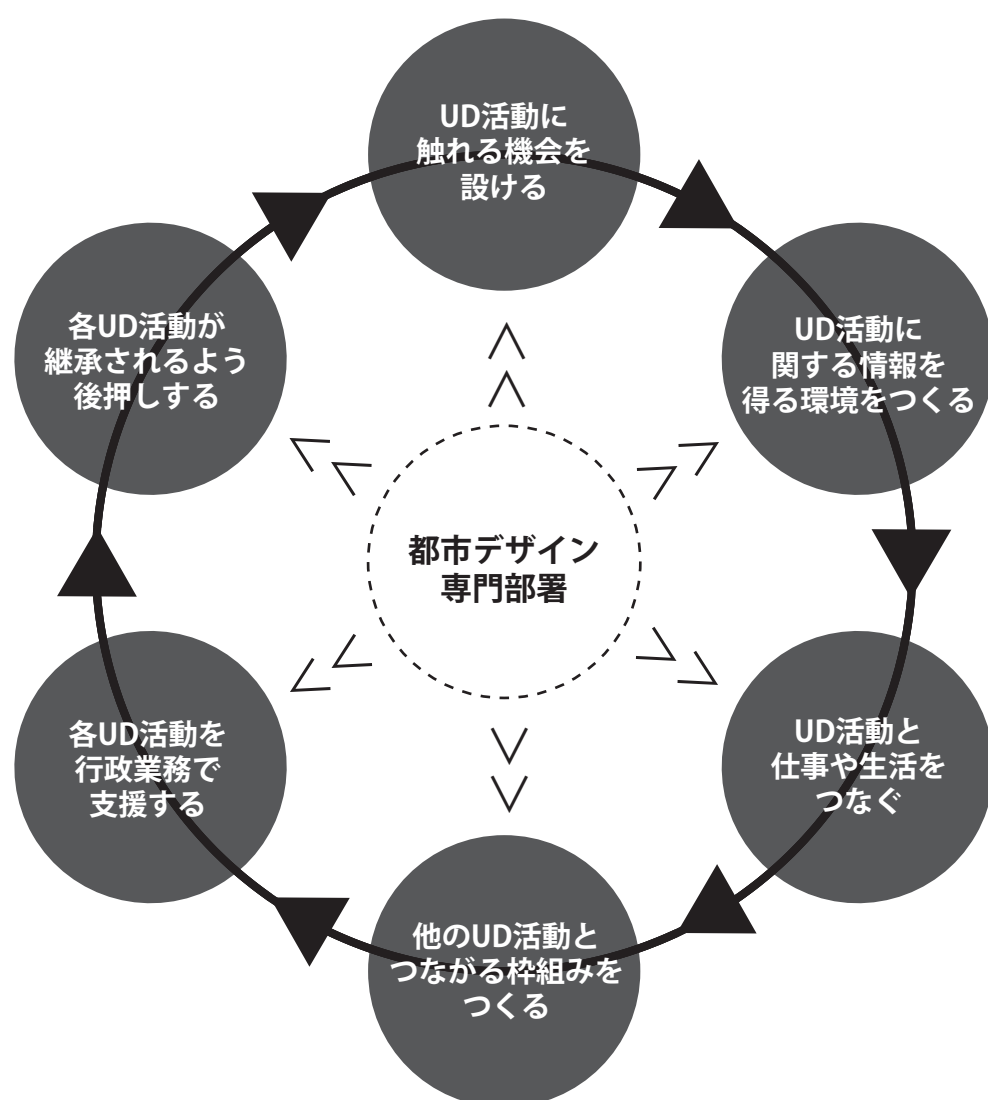 UD活動に
触れる機会を
設ける
UD活動に
関する情報を
得る環境をつくる
UD活動と
仕事や生活を
つなぐ
他のUD活動と
つながる枠組みを
つくる
各UD活動を
行政業務で
支援する
各UD活動が
継承されるよう
後押しする
都市デザイン
専門部署